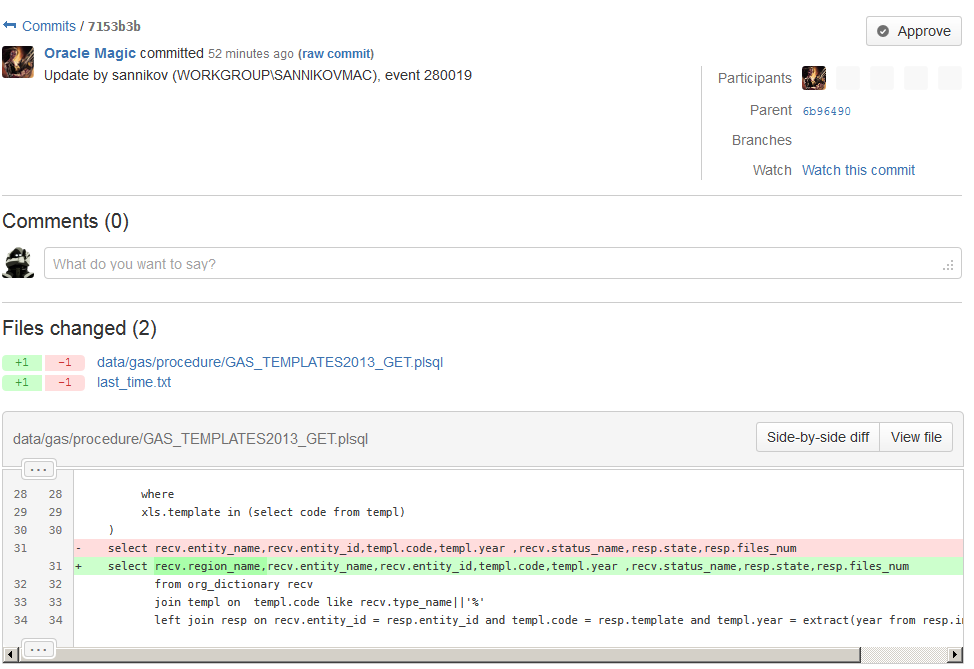 Commits / 7153b3b
Approve
Oracle Magic committed 52 minutes ago (raw commit)
Update by sannikov (WORKGROUP\SANNIKOVMAC), event 280019
Participants
Parent 6b96490
Branches
Watch Watch this commit
Comments (0)
What do you want to say?
Files changed (2)
+1 −1 data/gas/procedure/GAS_TEMPLATES2013_GET.plsql
+1 −1 last_time.txt
data/gas/procedure/GAS_TEMPLATES2013_GET.plsql
Side-by-side diff View file
...
28 28 where
29 29 xls.template in (select code from templ)
30 30 )
31 - select recv.entity_name,recv.entity_id,templ.code,templ.year ,recv.status_name,resp.state,resp.files_num
31 + select recv.region_name,recv.entity_name,recv.entity_id,templ.code,templ.year ,recv.status_name,resp.state,resp.files_num
32 32 from org_dictionary recv
33 33 join templ on  templ.code like recv.type_name||'%'
34 34 left join resp on recv.entity_id = resp.entity_id and templ.code = resp.template and templ.year = extract(year from resp.i
...